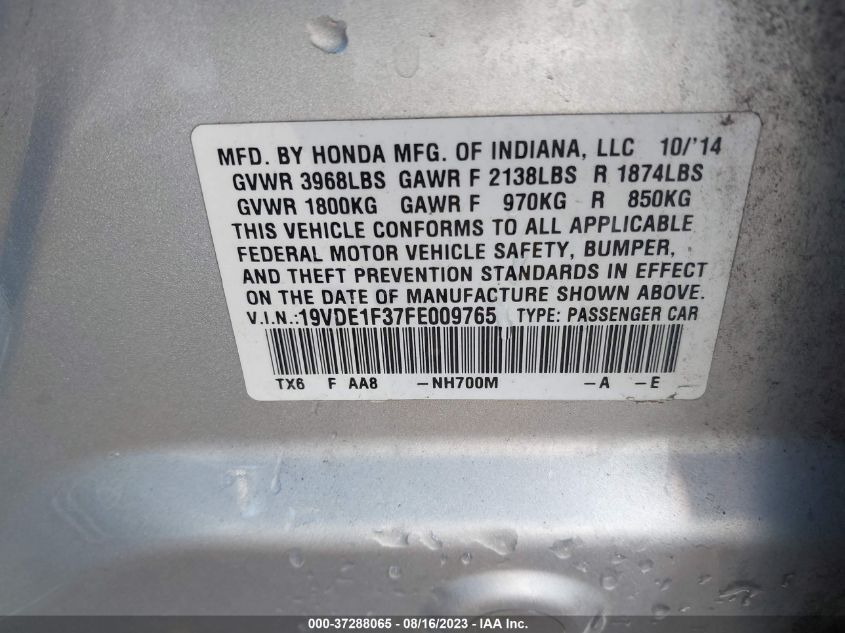 MFD. BY HONDA MFG. OF INDIANA, LLC 10/'14
GVWR 3968LBS GAWR F 2138LBS R 1874LBS
GVWR 1800KG GAWR F 970KG R 850KG
THIS VEHICLE CONFORMS TO ALL APPLICABLE
FEDERAL MOTOR VEHICLE SAFETY, BUMPER,
AND THEFT PREVENTION STANDARDS IN EFFECT
ON THE DATE OF MANUFACTURE SHOWN ABOVE.
V.I.N.:19VDE1F37FE009765 TYPE: PASSENGER CAR
TX6 F AA8 -NH700M -A -E
000-37288065 - 08/16/2023 - IAA Inc.